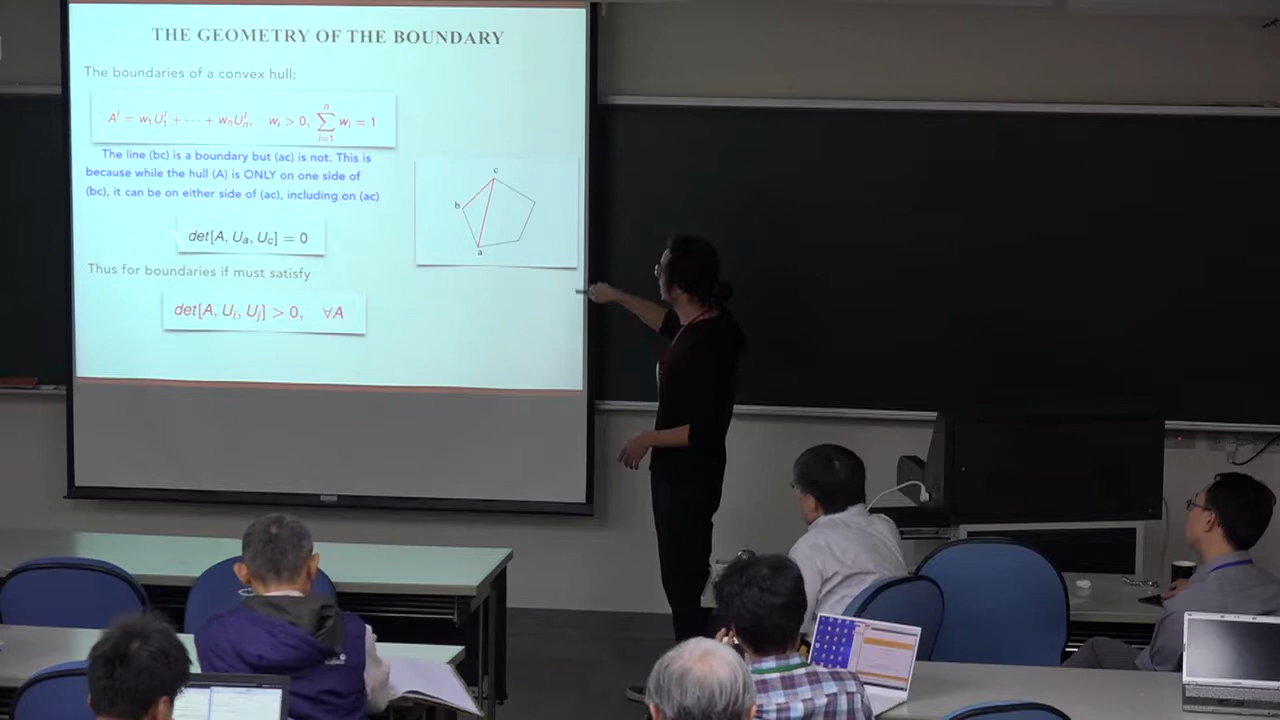 THE GEOMETRY OF THE BOUNDARY
The boundaries of a convex hull:
A^I = w_1 U_1^I + ··· + w_n U_n^I, w_i > 0, \sum_{i=1}^{n} w_i = 1
The line (bc) is a boundary but (ac) is not. This is
because while the hull (A) is ONLY on one side of
(bc), it can be on either side of (ac), including on (ac)
c
b
a
det[A, U_a, U_c] = 0
Thus for boundaries if must satisfy
det[A, U_i, U_j] > 0, ∀A